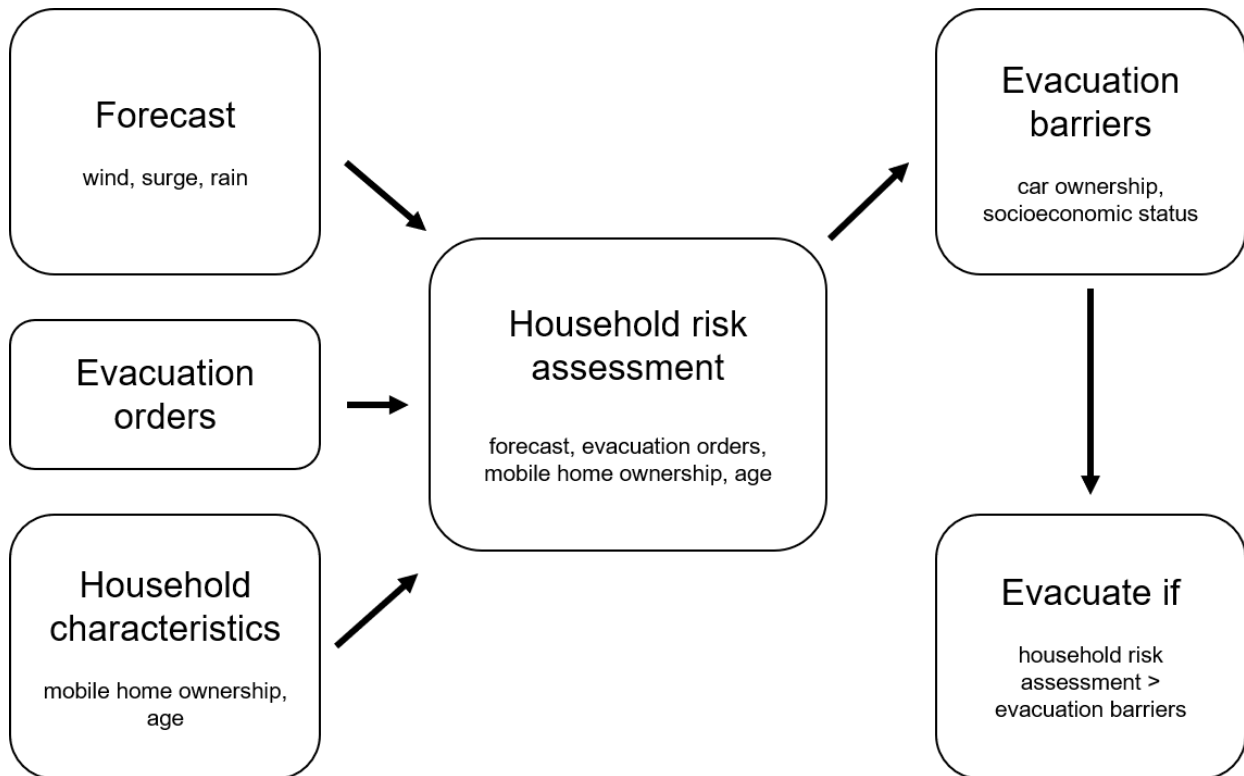 Forecast
wind, surge, rain
Evacuation
orders
Household
characteristics
mobile home ownership,
age
Household risk
assessment
forecast, evacuation orders,
mobile home ownership, age
Evacuation
barriers
car ownership,
socioeconomic status
Evacuate if
household risk
assessment >
evacuation barriers